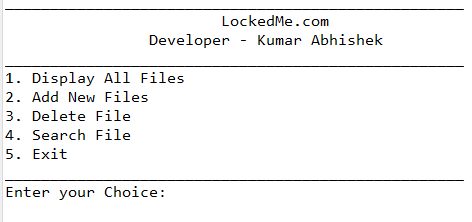 LockedMe.com
Developer - Kumar Abhishek
1. Display All Files
2. Add New Files
3. Delete File
4. Search File
5. Exit
Enter your Choice: